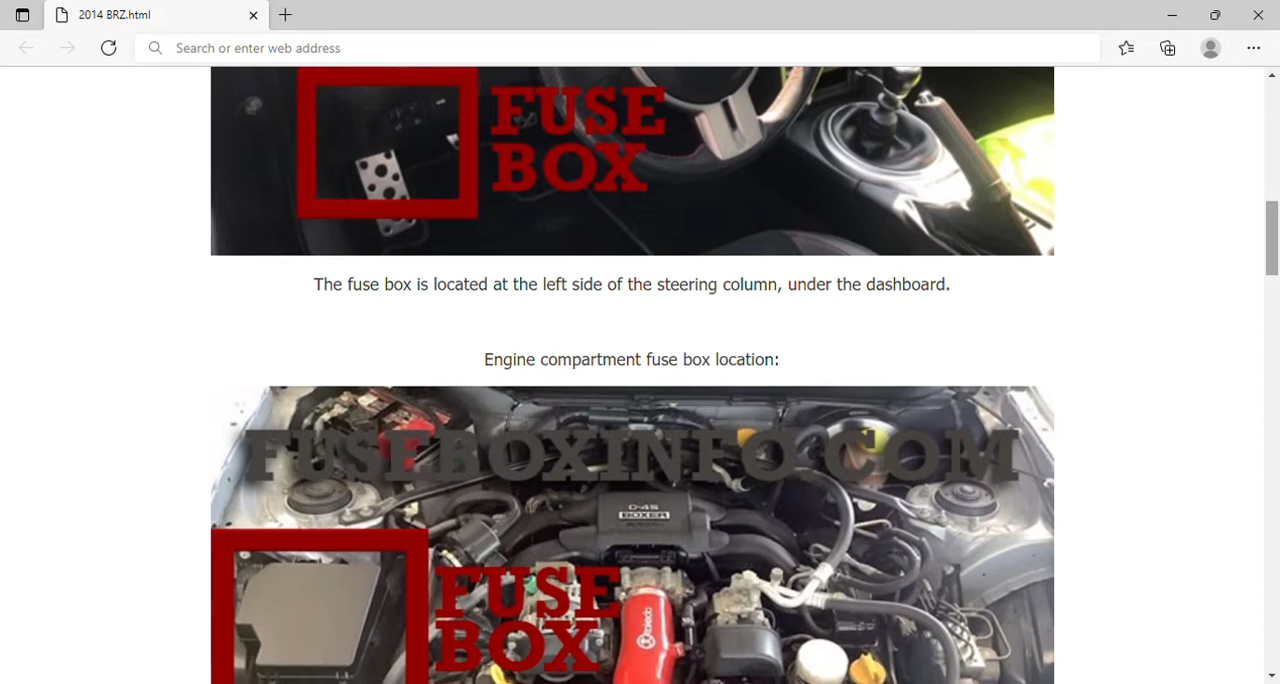 2014 BRZ.html
Search or enter web address
FUSE
BOX
The fuse box is located at the left side of the steering column, under the dashboard.
Engine compartment fuse box location:
FUSEBOXINFO COM
D-4S
BOXER
FUSE
BOX